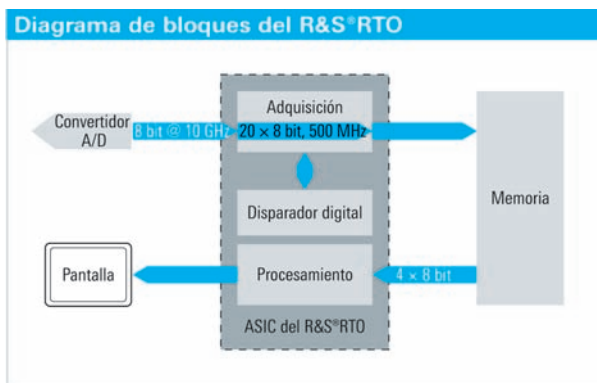 Diagrama de bloques del R&S®RTO
Convertidor
A/D
8 bit @ 10 GHz
Adquisición
20 × 8 bit, 500 MHz
Disparador digital
Memoria
Pantalla
Procesamiento
4 × 8 bit
ASIC del R&S®RTO